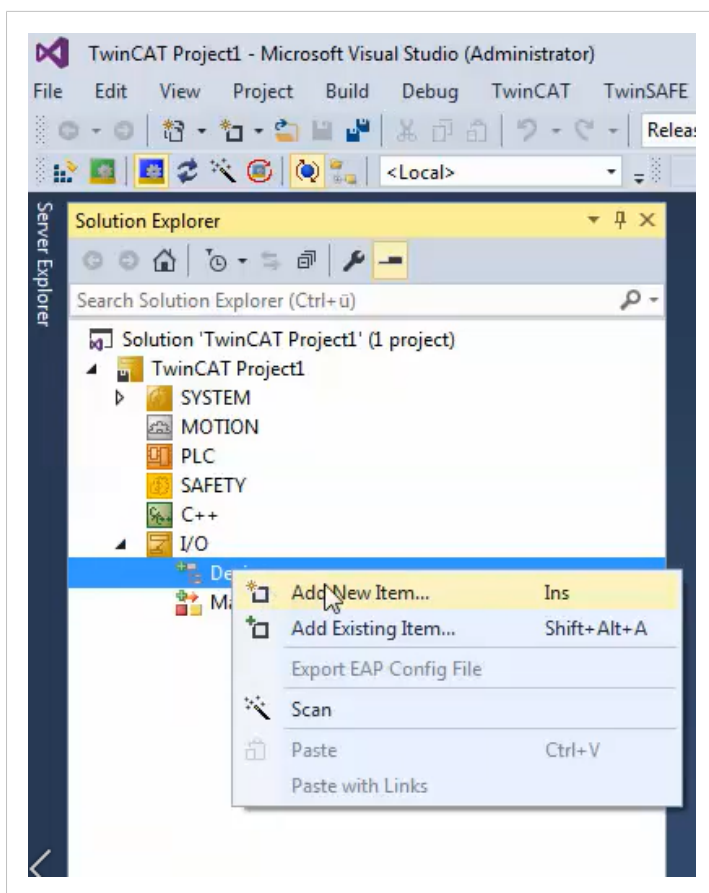 TwinCAT Project1 - Microsoft Visual Studio (Administrator)
File Edit View Project Build Debug TwinCAT TwinSAFE
Releas
<Local>
Server Explorer
Solution Explorer
Search Solution Explorer (Ctrl+ü)
Solution 'TwinCAT Project1' (1 project)
TwinCAT Project1
SYSTEM
MOTION
PLC
SAFETY
C++
I/O
Add New Item... Ins
Add Existing Item... Shift+Alt+A
Export EAP Config File
Scan
Paste Ctrl+V
Paste with Links